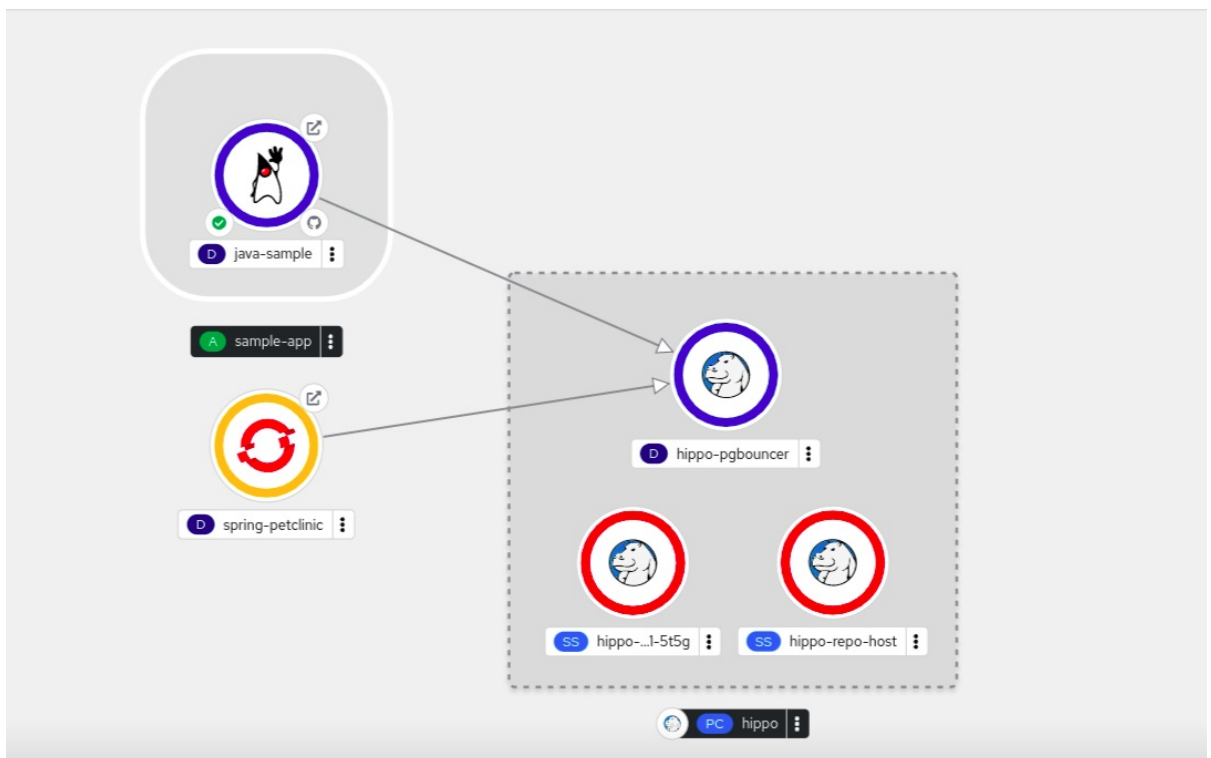 D java-sample
A sample-app
D spring-petclinic
D hippo-pgbouncer
SS hippo-...1-5t5g
SS hippo-repo-host
PC hippo